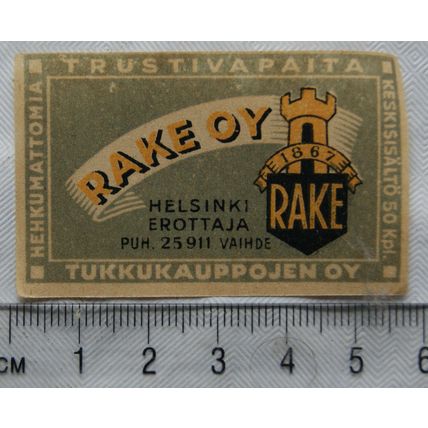 TRUSTIVAPAITA
NEHKUMATTOMIA
KESKISISÄLTÖ 50 Kpl.
RAKE OY
1867
RAKE
HELSINKI
EROTTAJA
PUH. 25911 VAIHDE
TUKKUKAUPPOJEN OY
CM 1 2 3 4 5 6